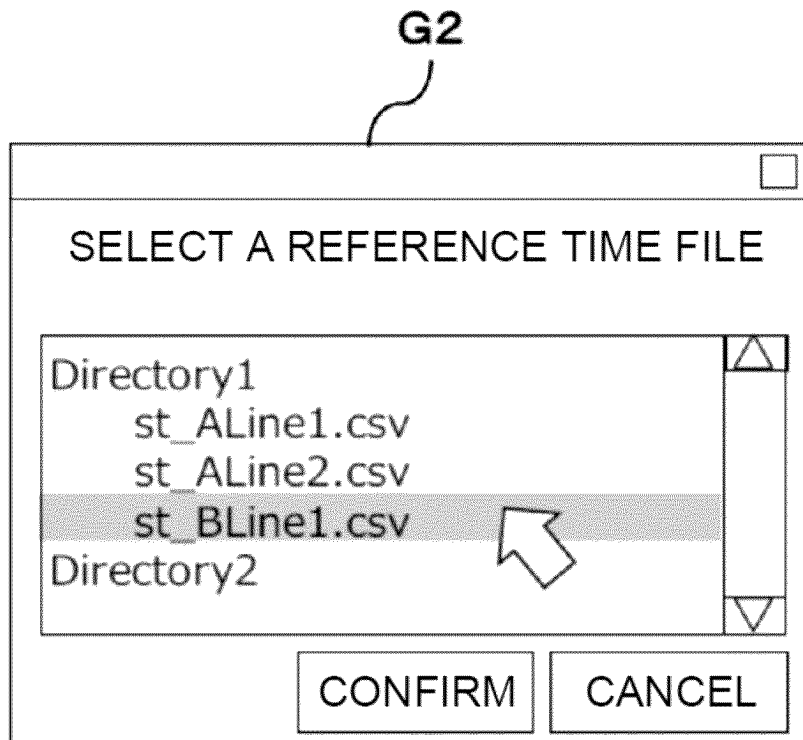 G2
SELECT A REFERENCE TIME FILE
Directory1
st_ALine1.csv
st_ALine2.csv
st_BLine1.csv
Directory2
CONFIRM
CANCEL